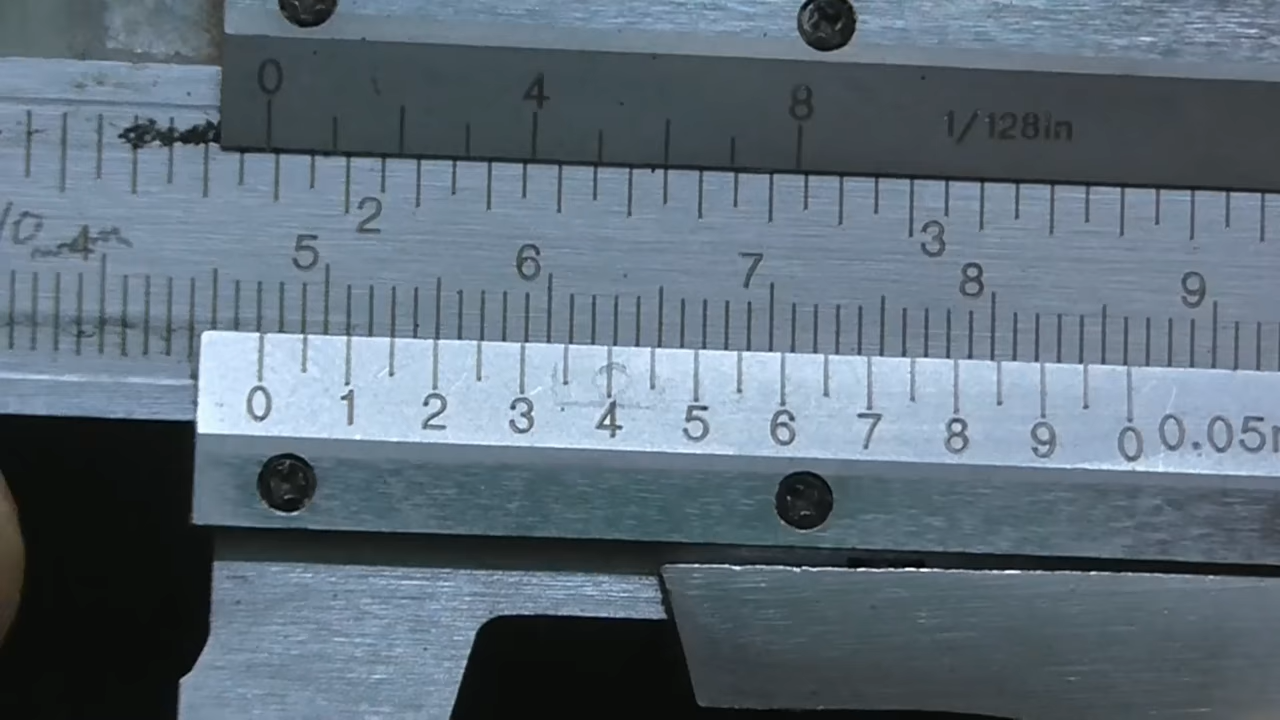 0 4 8 1/128in
2 3
4
5 6 7 8 9
0 1 2 3 4 5 6 7 8 9 0 0.05